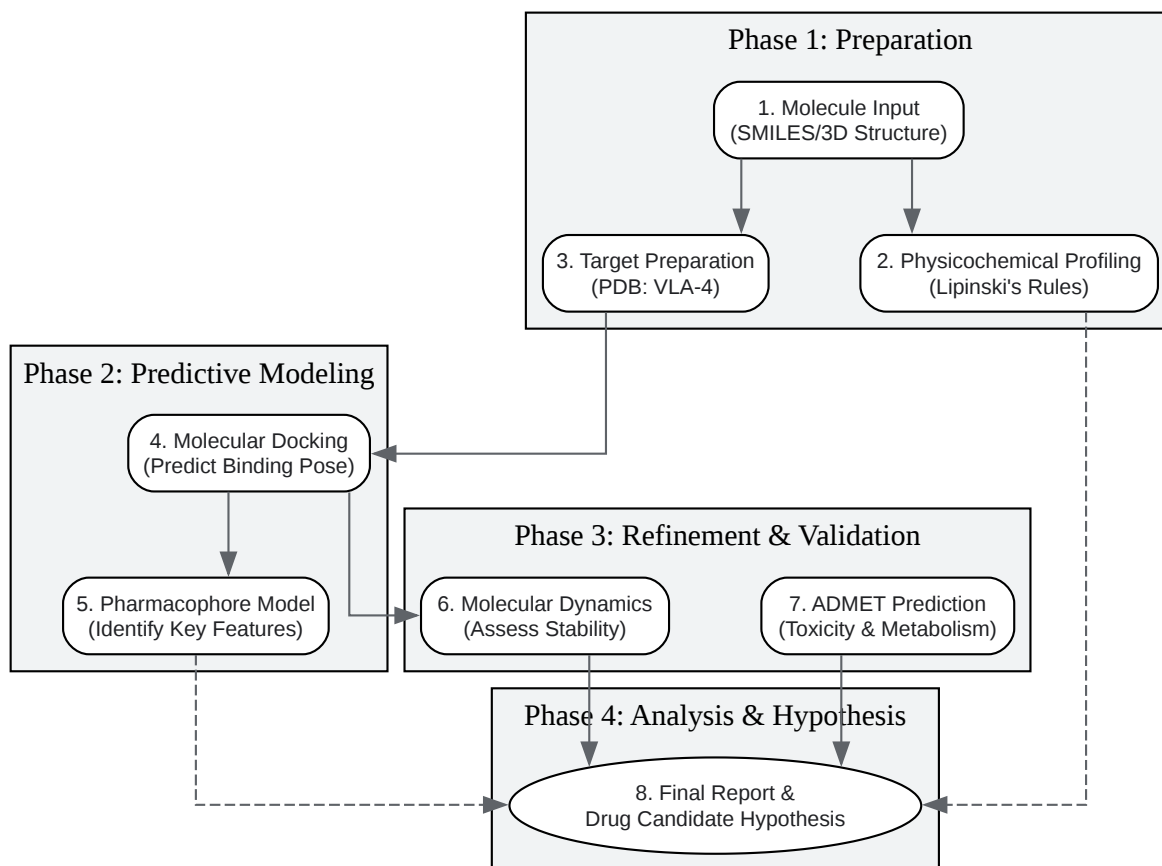 Phase 1: Preparation
1. Molecule Input
(SMILES/3D Structure)
3. Target Preparation
(PDB: VLA-4)
2. Physicochemical Profiling
(Lipinski's Rules)
Phase 2: Predictive Modeling
4. Molecular Docking
(Predict Binding Pose)
5. Pharmacophore Model
(Identify Key Features)
Phase 3: Refinement & Validation
6. Molecular Dynamics
(Assess Stability)
7. ADMET Prediction
(Toxicity & Metabolism)
Phase 4: Analysis & Hypothesis
8. Final Report &
Drug Candidate Hypothesis